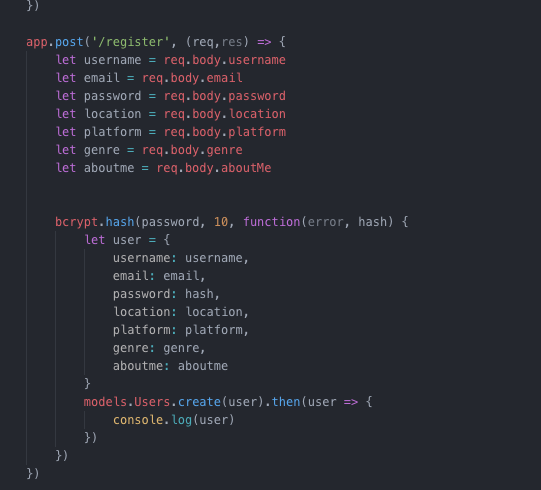 })
app.post('/register', (req,res) => {
let username = req.body.username
let email = req.body.email
let password = req.body.password
let location = req.body.location
let platform = req.body.platform
let genre = req.body.genre
let aboutme = req.body.aboutMe
bcrypt.hash(password, 10, function(error, hash) {
let user = {
username: username,
email: email,
password: hash,
location: location,
platform: platform,
genre: genre,
aboutme: aboutme
}
models.Users.create(user).then(user => {
console.log(user)
})
})
})